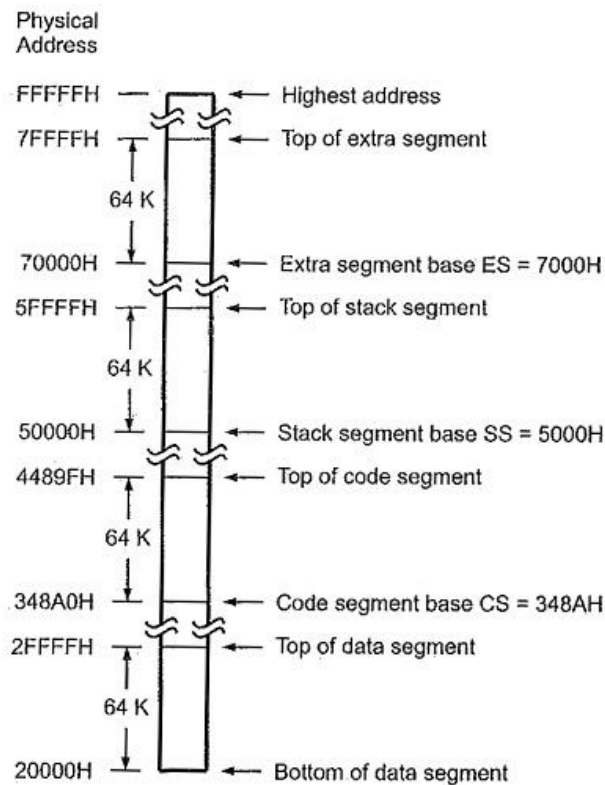 Physical
Address
FFFFFH Highest address
7FFFFH Top of extra segment
64 K
70000H Extra segment base ES = 7000H
5FFFFH Top of stack segment
64 K
50000H Stack segment base SS = 5000H
4489FH Top of code segment
64 K
348A0H Code segment base CS = 348AH
2FFFFH Top of data segment
64 K
20000H Bottom of data segment